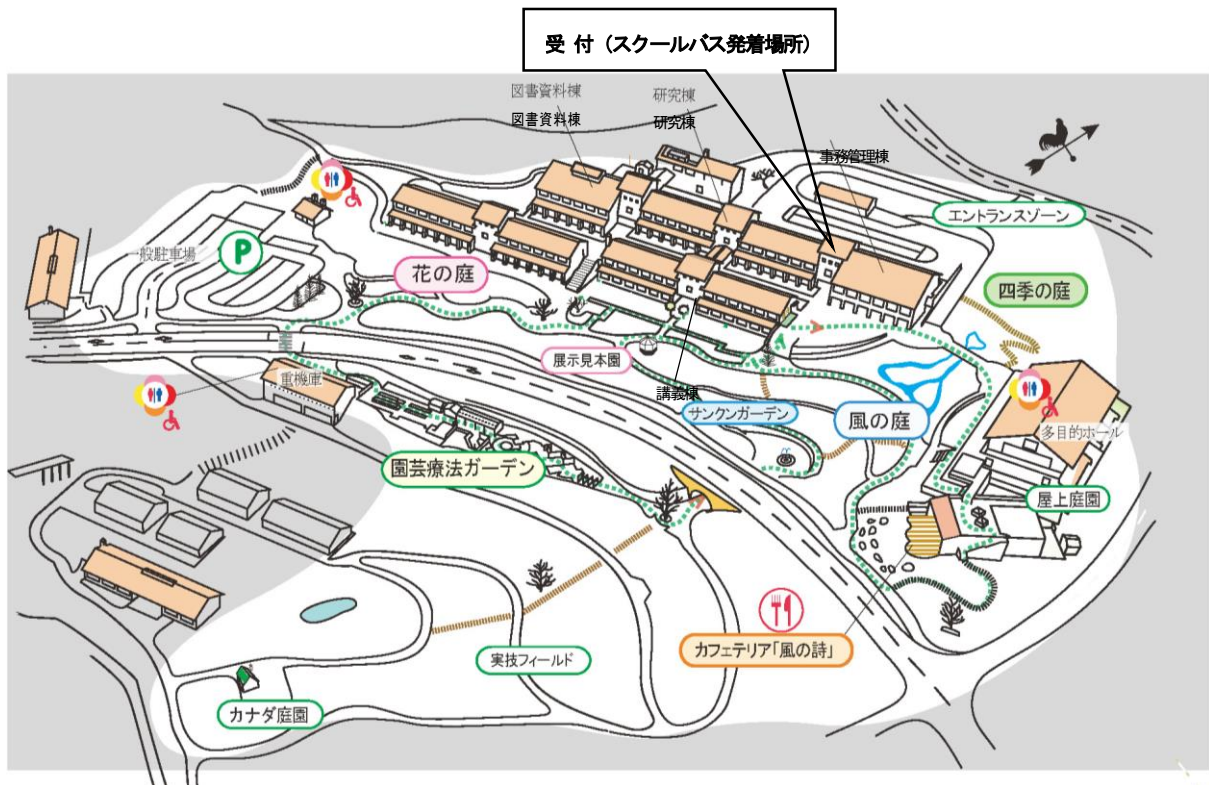 受 付（スクールバス発着場所）
図書資料棟
図書資料棟
研究棟
研究棟
事務管理棟
エントランスゾーン
一般駐車場
P
花の庭
四季の庭
展示見本園
重機庫
講義棟
サンクンガーデン
風の庭
多目的ホール
園芸療法ガーデン
屋上庭園
カフェテリア「風の詩」
実技フィールド
カナダ庭園